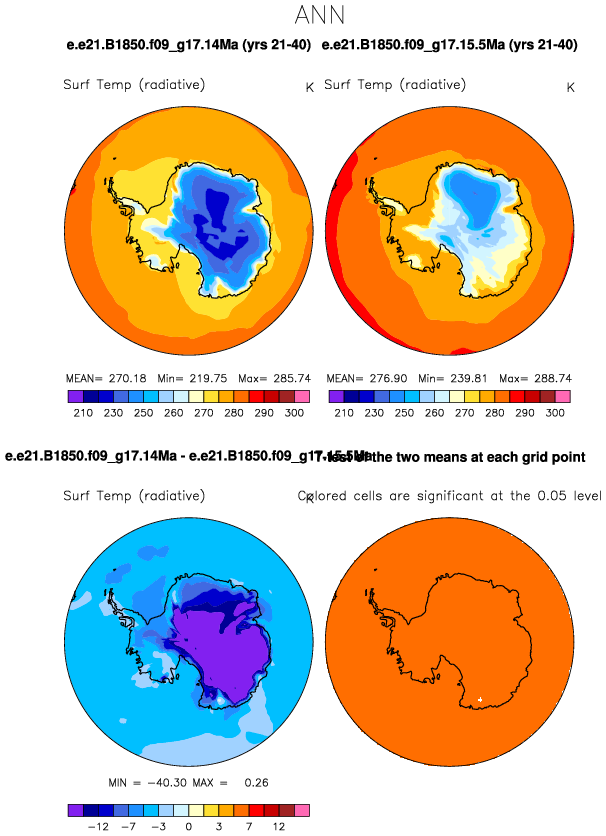 ANN
e.e21.B1850.f09_g17.14Ma (yrs 21-40)
e.e21.B1850.f09_g17.15.5Ma (yrs 21-40)
Surf Temp (radiative)
K
Surf Temp (radiative)
K
MEAN= 270.18 Min= 219.75 Max= 285.74
MEAN= 276.90 Min= 239.81 Max= 288.74
210 230 250 260 270 280 290 300
210 230 250 260 270 280 290 300
e.e21.B1850.f09_g17.14Ma - e.e21.B1850.f09_g17.15.5Ma
T-test of the two means at each grid point
Surf Temp (radiative)
K
Colored cells are significant at the 0.05 level
MIN = -40.30 MAX = 0.26
-12 -7 -3 0 3 7 12